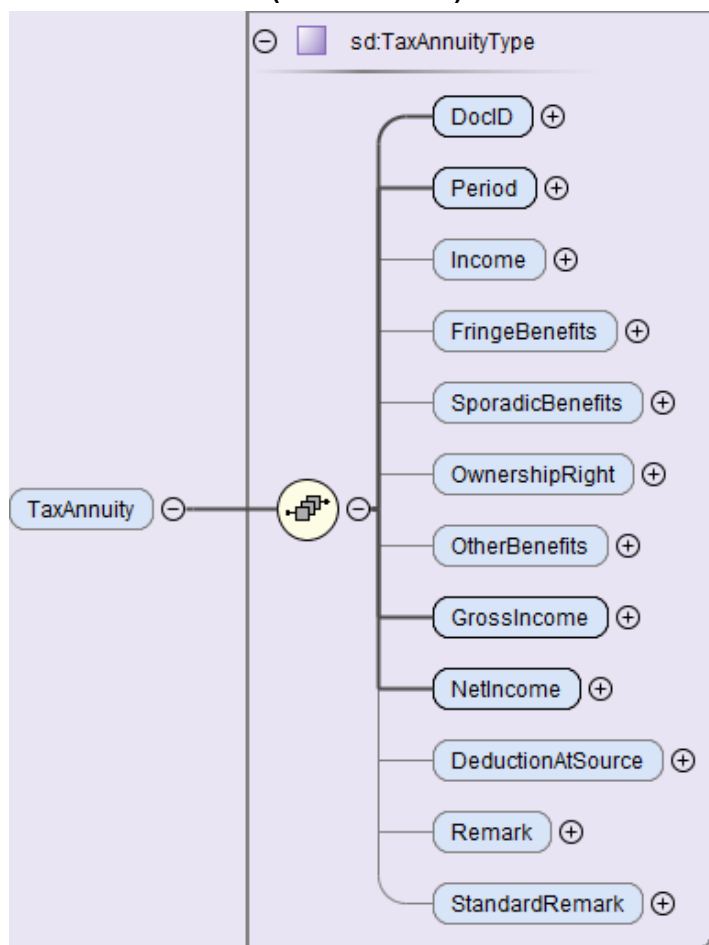 sd:TaxAnnuityType
DocID
Period
Income
FringeBenefits
SporadicBenefits
OwnershipRight
TaxAnnuity
OtherBenefits
GrossIncome
NetIncome
DeductionAtSource
Remark
StandardRemark